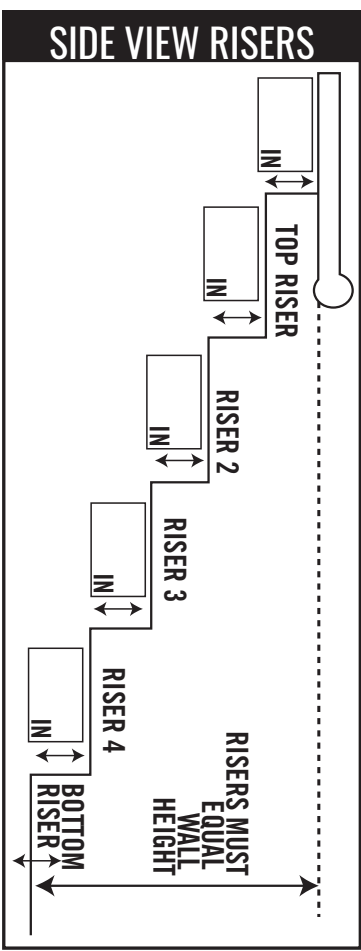 SIDE VIEW RISERS
IN
TOP RISER
IN
RISER 2
IN
RISER 3
IN
RISER 4
IN
BOTTOM
RISER
RISERS MUST
EQUAL
WALL
HEIGHT